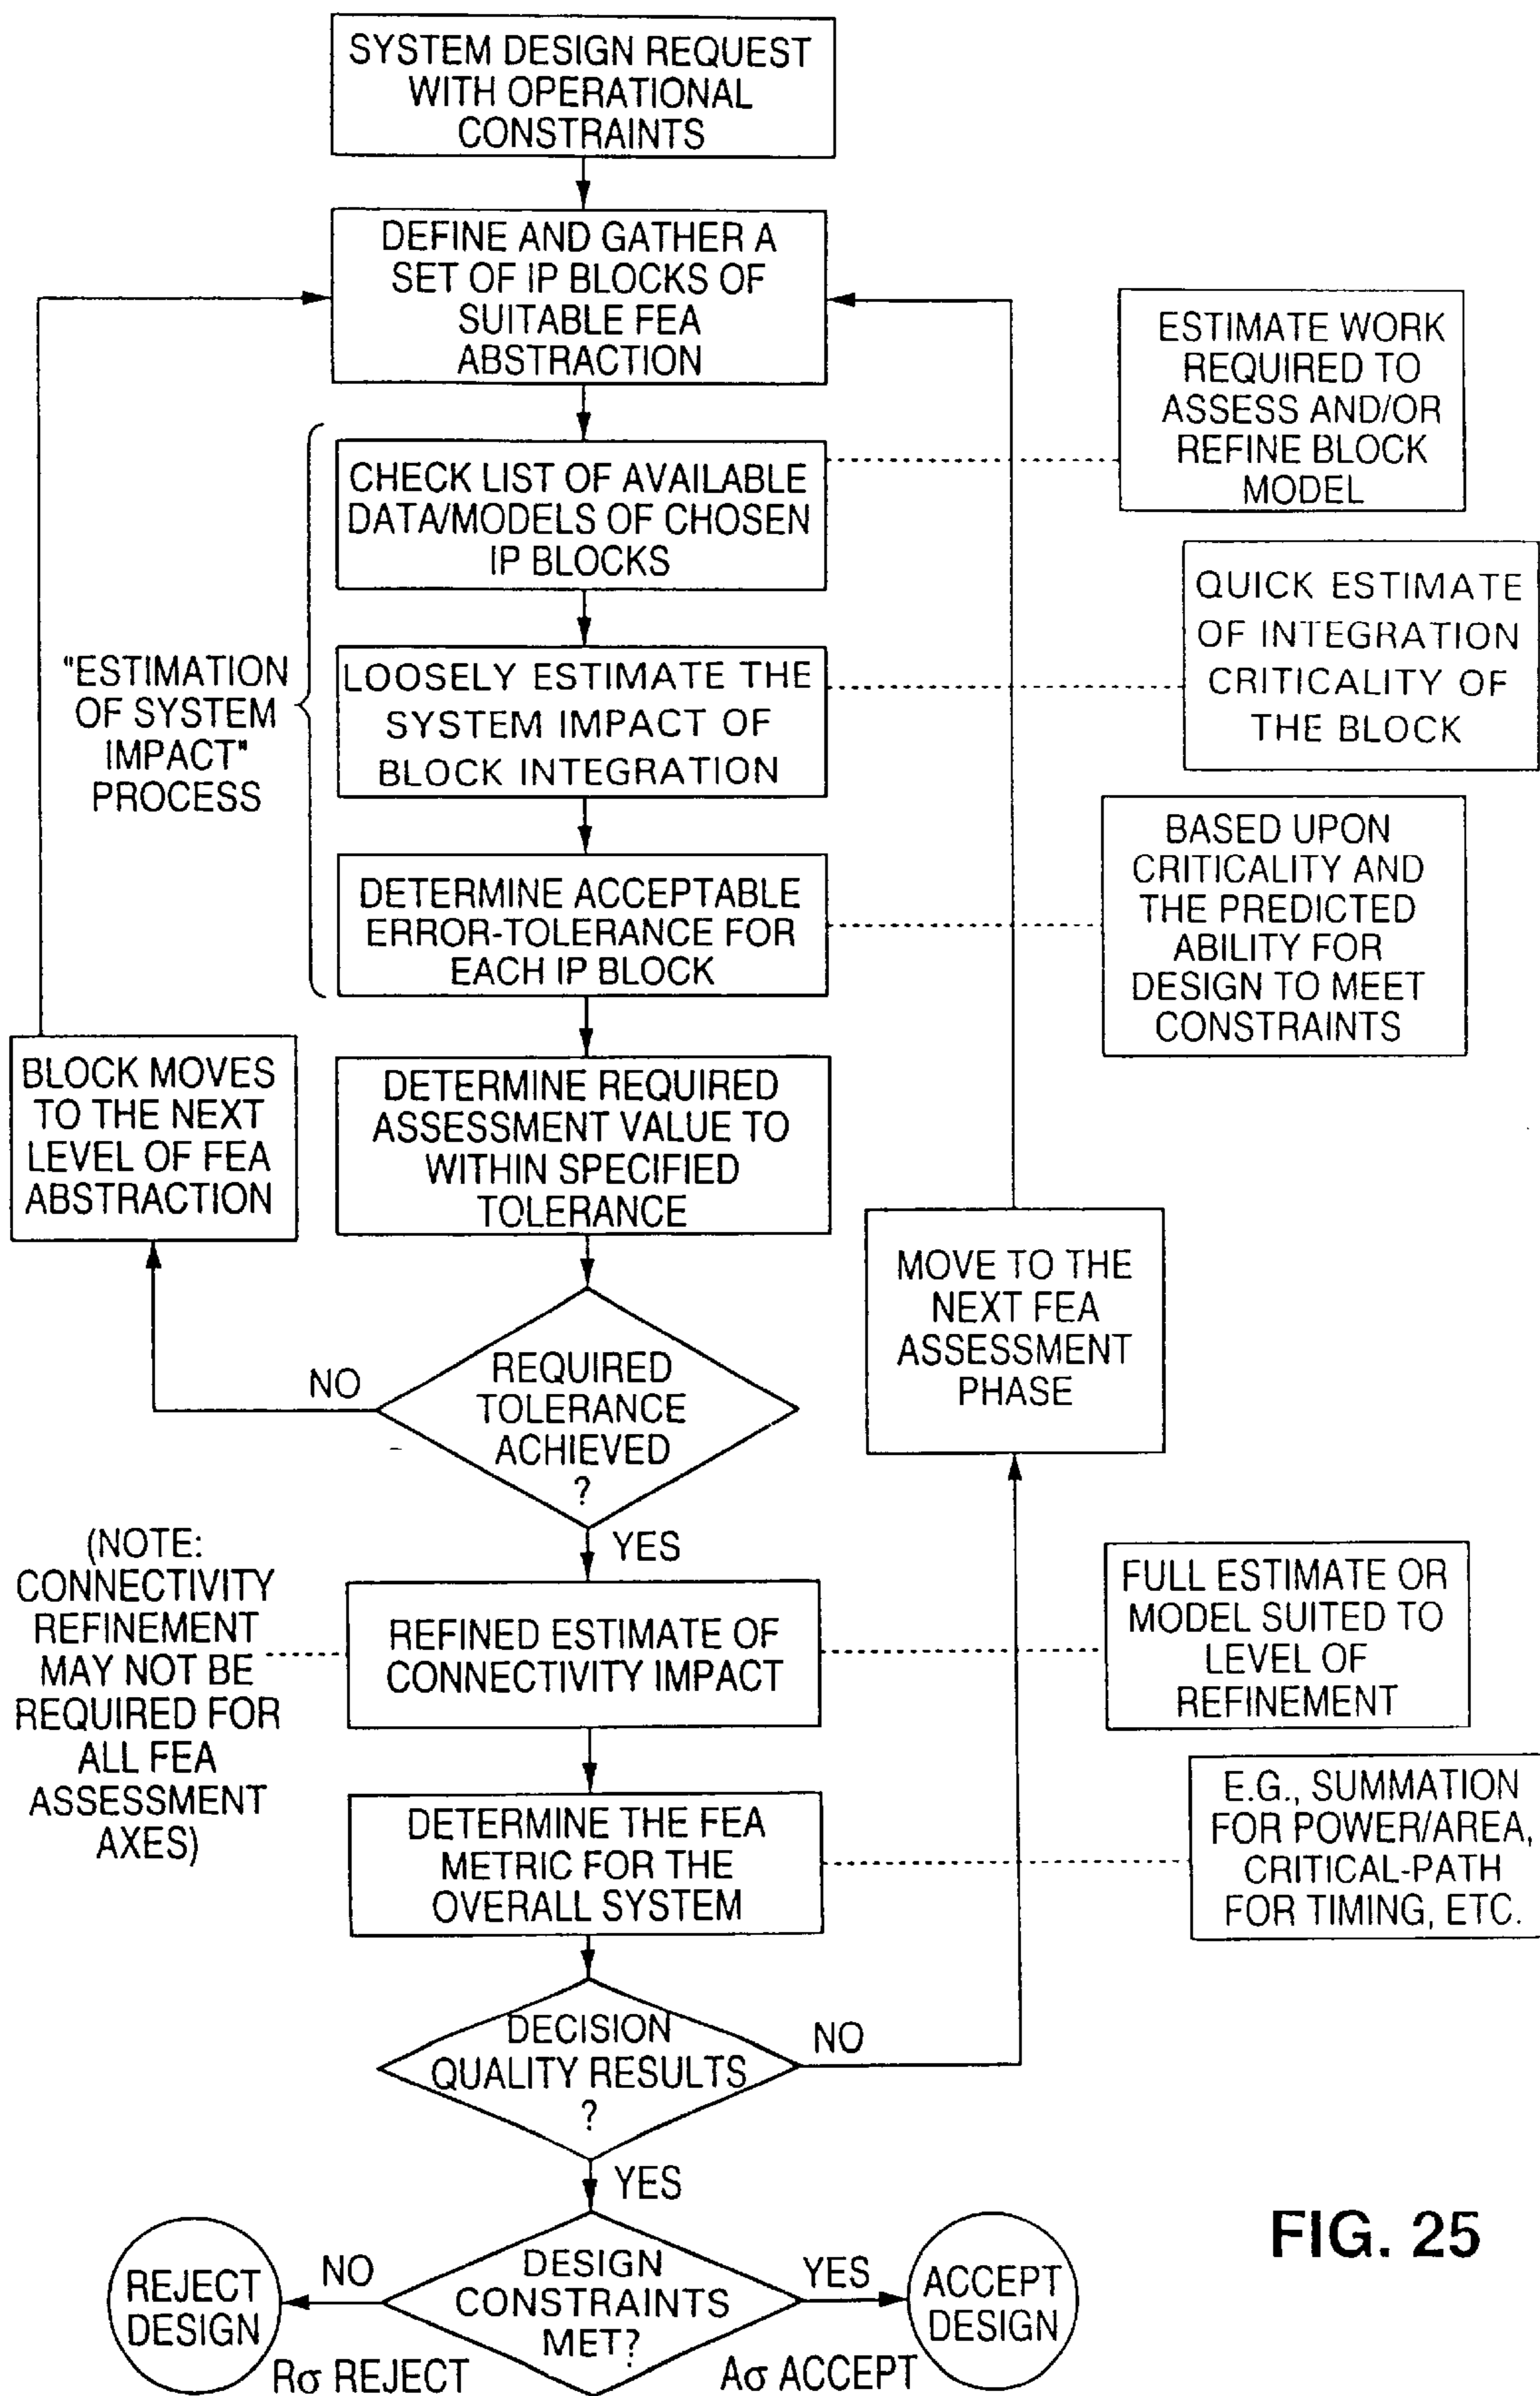 SYSTEM DESIGN REQUEST
WITH OPERATIONAL
CONSTRAINTS
DEFINE AND GATHER A
SET OF IP BLOCKS OF
SUITABLE FEA
ABSTRACTION
ESTIMATE WORK
REQUIRED TO
ASSESS AND/OR
REFINE BLOCK
MODEL
CHECK LIST OF AVAILABLE
DATA/MODELS OF CHOSEN
IP BLOCKS
QUICK ESTIMATE
OF INTEGRATION
CRITICALITY OF
THE BLOCK
"ESTIMATION
OF SYSTEM
IMPACT"
PROCESS
LOOSELY ESTIMATE THE
SYSTEM IMPACT OF
BLOCK INTEGRATION
BASED UPON
CRITICALITY AND
THE PREDICTED
ABILITY FOR
DESIGN TO MEET
CONSTRAINTS
DETERMINE ACCEPTABLE
ERROR-TOLERANCE FOR
EACH IP BLOCK
BLOCK MOVES
TO THE NEXT
LEVEL OF FEA
ABSTRACTION
DETERMINE REQUIRED
ASSESSMENT VALUE TO
WITHIN SPECIFIED
TOLERANCE
MOVE TO THE
NEXT FEA
ASSESSMENT
PHASE
NO
REQUIRED
TOLERANCE
ACHIEVED
?
YES
(NOTE:
CONNECTIVITY
REFINEMENT
MAY NOT BE
REQUIRED FOR
ALL FEA
ASSESSMENT
AXES)
REFINED ESTIMATE OF
CONNECTIVITY IMPACT
FULL ESTIMATE OR
MODEL SUITED TO
LEVEL OF
REFINEMENT
DETERMINE THE FEA
METRIC FOR THE
OVERALL SYSTEM
E.G., SUMMATION
FOR POWER/AREA,
CRITICAL-PATH
FOR TIMING, ETC.
DECISION
QUALITY RESULTS
?
NO
YES
FIG. 25
REJECT
DESIGN
NO
DESIGN
CONSTRAINTS
MET?
YES
ACCEPT
DESIGN
Rσ REJECT
Aσ ACCEPT